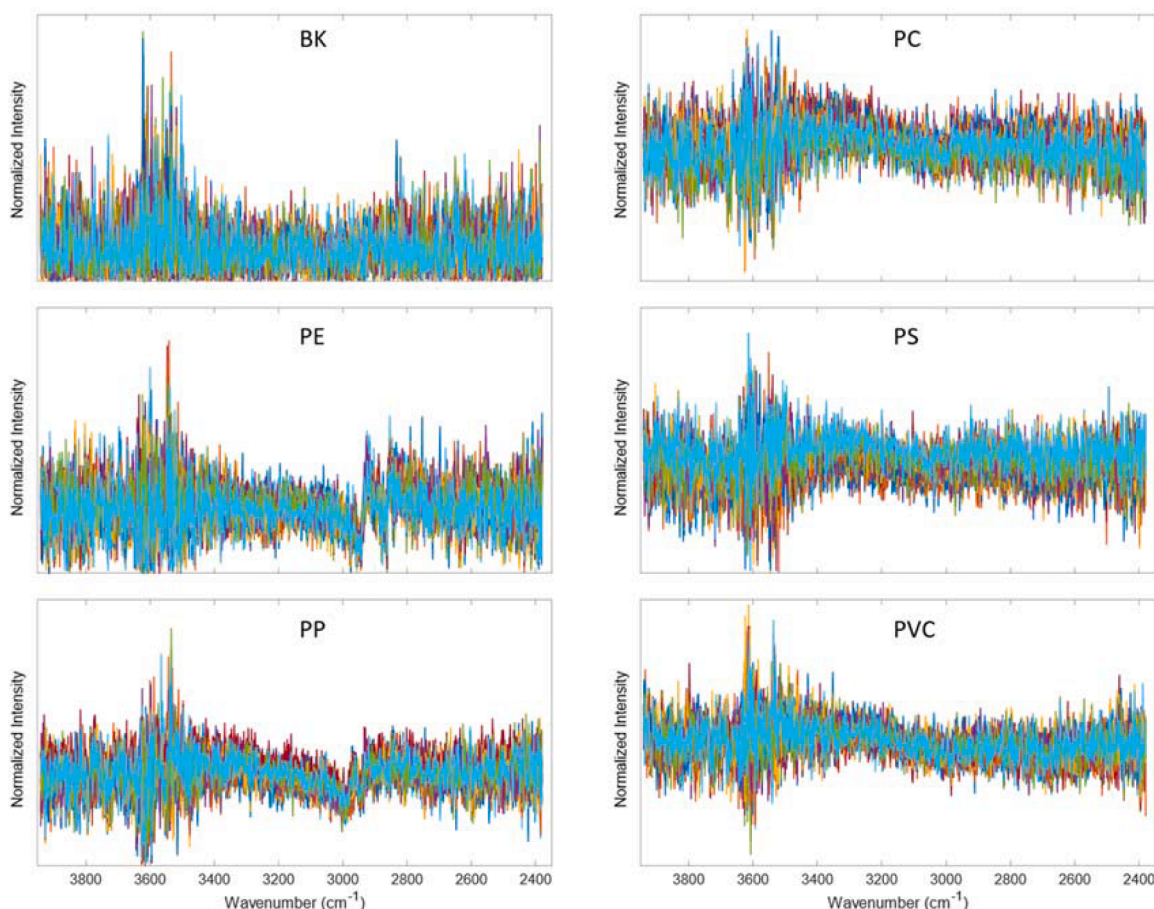 BK
Normalized Intensity
PC
Normalized Intensity
PE
Normalized Intensity
PS
Normalized Intensity
PP
Normalized Intensity
3800 3600 3400 3200 3000 2800 2600 2400
Wavenumber (cm⁻¹)
PVC
Normalized Intensity
3800 3600 3400 3200 3000 2800 2600 2400
Wavenumber (cm⁻¹)